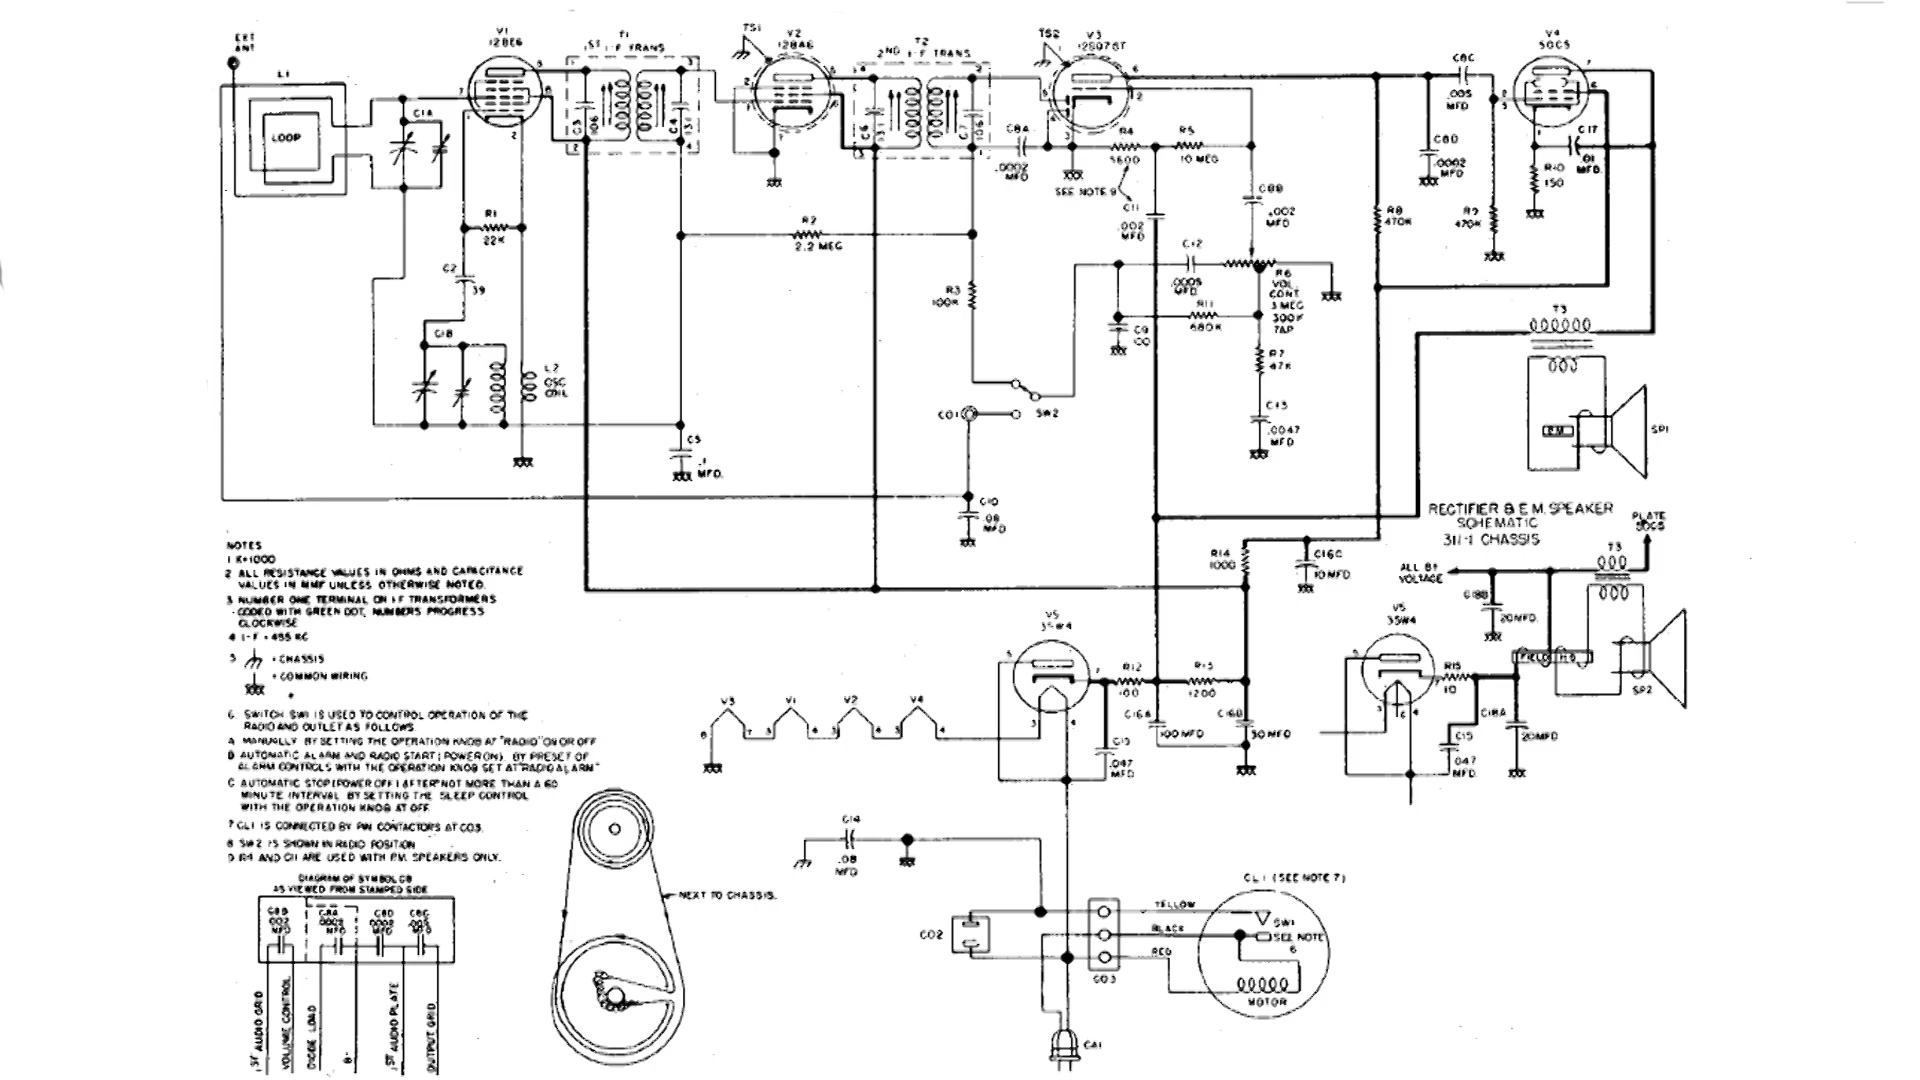 EXT
ANT
L1
LOOP
C1A
V1
12BE6
T1
1ST I-F TRANS
C3
106
C4
131
TS1
V2
12BA6
T2
2ND I-F TRANS
C6
131
C7
106
C8A
.0002
MFD
TS2
V3
12SQ7GT
R4
5600
SEE NOTE 9
R5
10 MEG
C8C
.005
MFD
V4
50C5
C8D
.0002
MFD
C17
.01
MFD.
R10
150
R1
22K
C2
39
C1B
L2
OSC
COIL
R2
2.2 MEG
R3
100K
C11
.002
MFD
C8B
.002
MFD
C12
.0005
MFD
R11
680K
R6
VOL.
CONT.
3 MEG
300K
TAP
R8
470K
R9
470K
C9
100
R7
47K
C13
.0047
MFD
CO1
SW2
C5
.1
MFD.
C10
.08
MFD
T3
P.M.
SP1
RECTIFIER & E.M. SPEAKER
SCHEMATIC
311-1 CHASSIS
PLATE
50C5
T3
ALL B+
VOLTAGE
C18B
20MFD.
V5
35W4
R15
10
FIELD
SP2
C18A
20MFD
C15
.047
MFD.
R14
1000
C16C
10 MFD
V5
35W4
R12
100
R13
1200
C16A
100 MFD
C16B
30 MFD
C15
.047
MFD
V3
V1
V2
V4
NOTES
1 K=1000
2 ALL RESISTANCE VALUES IN OHMS AND CAPACITANCE
VALUES IN MMF UNLESS OTHERWISE NOTED.
3 NUMBER ONE TERMINAL ON I-F TRANSFORMERS
CODED WITH GREEN DOT, NUMBERS PROGRESS
CLOCKWISE
4 I-F = 455 KC
5 = CHASSIS
= COMMON WIRING
6. SWITCH SW1 IS USED TO CONTROL OPERATION OF THE
RADIO AND OUTLET AS FOLLOWS.
A MANUALLY BY SETTING THE OPERATION KNOB AT "RADIO" ON OR OFF
B AUTOMATIC ALARM AND RADIO START (POWER ON) BY PRESET OF
ALARM CONTROLS WITH THE OPERATION KNOB SET AT "RADIO ALARM"
C AUTOMATIC STOP (POWER OFF) AFTER NOT MORE THAN A 60
MINUTE INTERVAL BY SETTING THE SLEEP CONTROL
WITH THE OPERATION KNOB AT OFF.
7 CL1 IS CONNECTED BY PIN CONTACTORS AT CO3.
8 SW2 IS SHOWN IN RADIO POSITION
9 R4 AND C11 ARE USED WITH P.M. SPEAKERS ONLY.
DIAGRAM OF SYMBOL C8
AS VIEWED FROM STAMPED SIDE
C8B
.002
MFD
C8A
.0002
MFD
C8D
.0002
MFD
C8C
.005
MFD
1ST AUDIO GRID
VOLUME CONTROL
DIODE LOAD
B-
1ST AUDIO PLATE
OUTPUT GRID
NEXT TO CHASSIS.
C14
.08
MFD
CO2
CO3
YELLOW
BLACK
RED
CL1 (SEE NOTE 7)
SW1
SEE NOTE
6
MOTOR
CA1